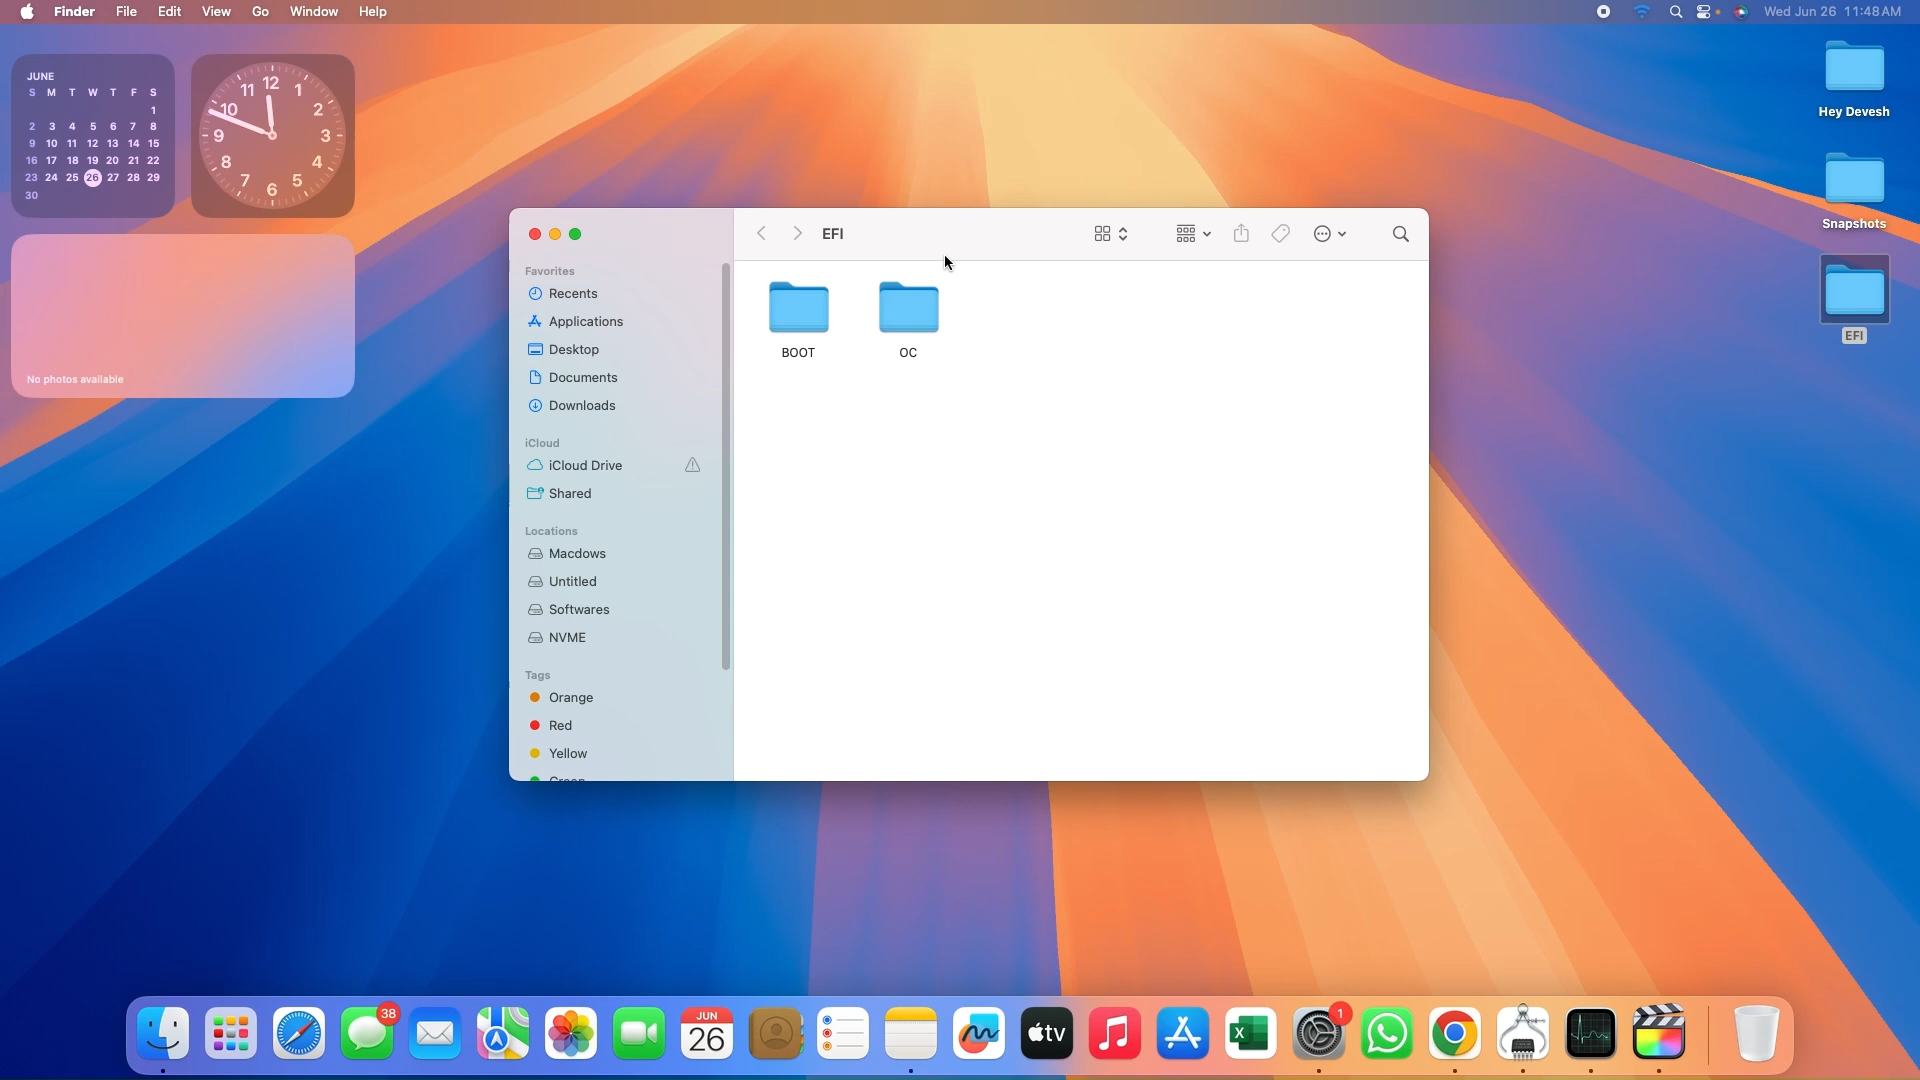 Finder File Edit View Go Window Help
Wed Jun 26 11:48 AM
JUNE
S M T W T F S
1
2 3 4 5 6 7 8
9 10 11 12 13 14 15
16 17 18 19 20 21 22
23 24 25 26 27 28 29
30
12 1 2 3 4 5 6 7 8 9 10 11
No photos available
Hey Devesh
Snapshots
EFI
EFI
Favorites
Recents
Applications
Desktop
Documents
Downloads
iCloud
iCloud Drive
Shared
Locations
Macdows
Untitled
Softwares
NVME
Tags
Orange
Red
Yellow
Green
BOOT
OC
38
JUN
26
tv
X
1